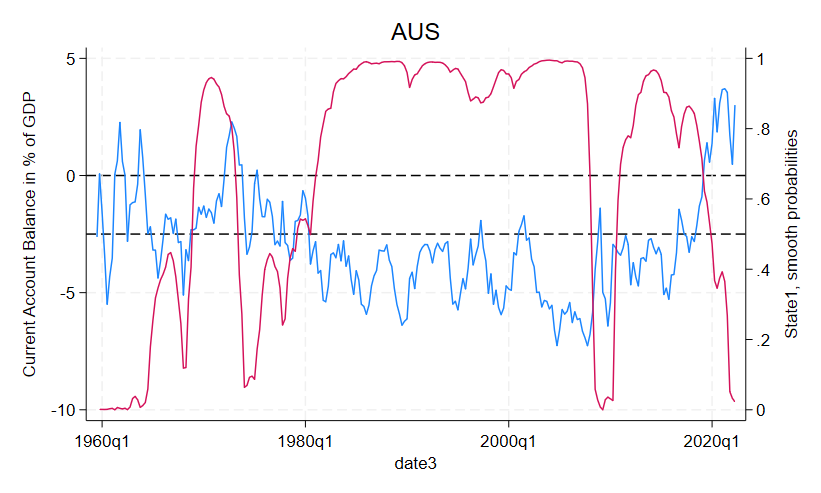 AUS
Current Account Balance in % of GDP
5
0
-5
-10
State1, smooth probabilities
1
.8
.6
.4
.2
0
1960q1
1980q1
2000q1
2020q1
date3